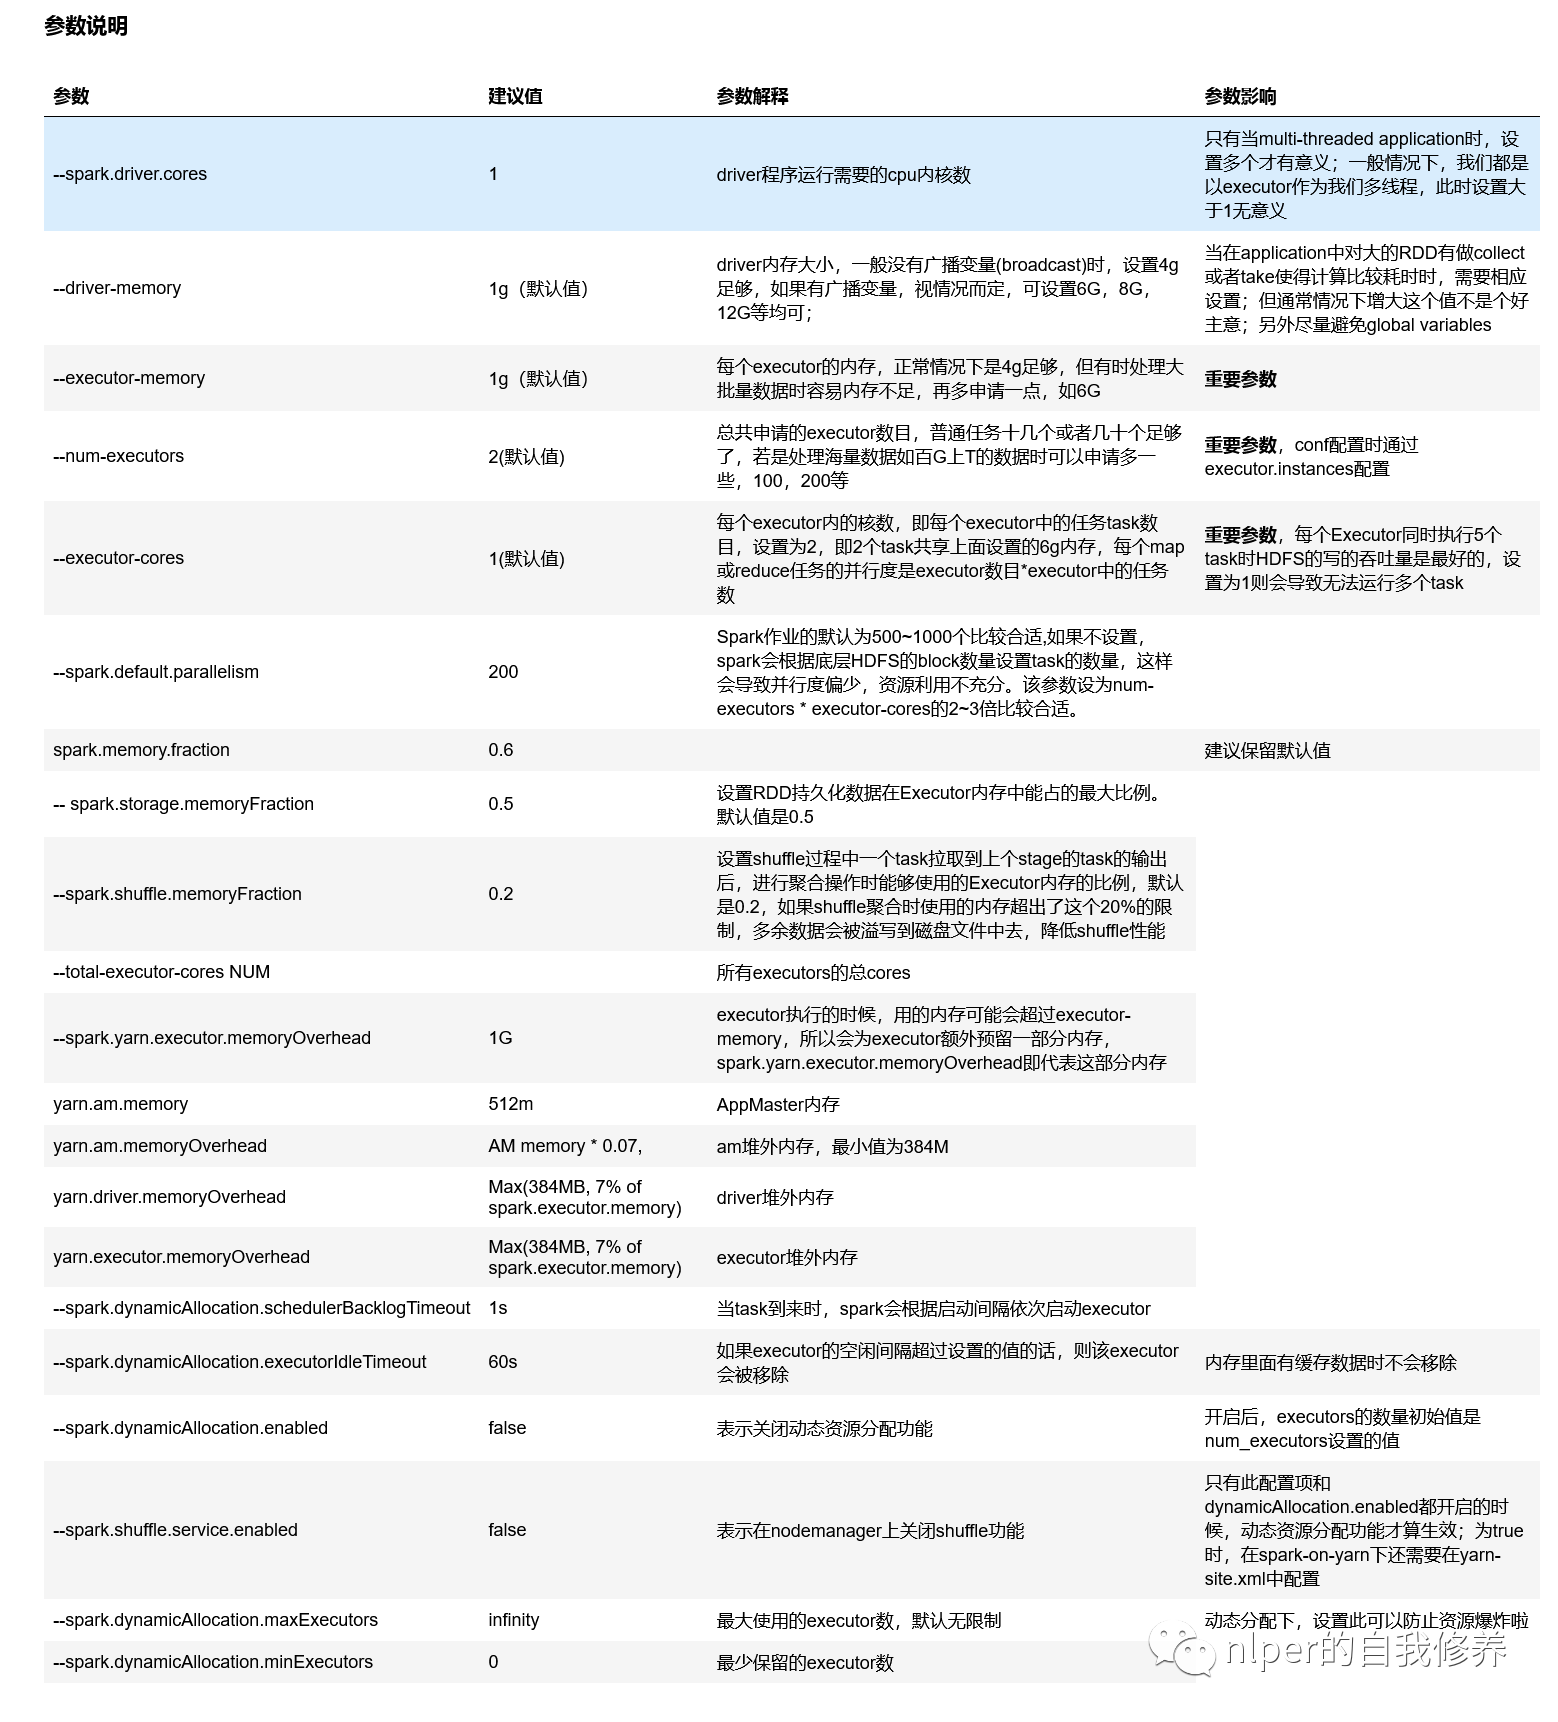 参数说明
参数
建议值
参数解释
参数影响
--spark.driver.cores
1
driver程序运行需要的cpu内核数
只有当multi-threaded application时，设
置多个才有意义；一般情况下，我们都是
以executor作为我们多线程，此时设置大
于1无意义
--driver-memory
1g（默认值）
driver内存大小，一般没有广播变量(broadcast)时，设置4g
足够，如果有广播变量，视情况而定，可设置6G，8G，
12G等均可；
当在application中对大的RDD有做collect
或者take使得计算比较耗时时，需要相应
设置；但通常情况下增大这个值不是个好
主意；另外尽量避免global variables
--executor-memory
1g（默认值）
每个executor的内存，正常情况下是4g足够，但有时处理大
批量数据时容易内存不足，再多申请一点，如6G
重要参数
--num-executors
2(默认值)
总共申请的executor数目，普通任务十几个或者几十个足够
了，若是处理海量数据如百G上T的数据时可以申请多一
些，100，200等
重要参数，conf配置时通过
executor.instances配置
--executor-cores
1(默认值)
每个executor内的核数，即每个executor中的任务task数
目，设置为2，即2个task共享上面设置的6g内存，每个map
或reduce任务的并行度是executor数目*executor中的任务
数
重要参数，每个Executor同时执行5个
task时HDFS的写的吞吐量是最好的，设
置为1则会导致无法运行多个task
--spark.default.parallelism
200
Spark作业的默认为500~1000个比较合适,如果不设置，
spark会根据底层HDFS的block数量设置task的数量，这样
会导致并行度偏少，资源利用不充分。该参数设为num-
executors * executor-cores的2~3倍比较合适。
spark.memory.fraction
0.6
建议保留默认值
-- spark.storage.memoryFraction
0.5
设置RDD持久化数据在Executor内存中能占的最大比例。
默认值是0.5
--spark.shuffle.memoryFraction
0.2
设置shuffle过程中一个task拉取到上个stage的task的输出
后，进行聚合操作时能够使用的Executor内存的比例，默认
是0.2，如果shuffle聚合时使用的内存超出了这个20%的限
制，多余数据会被溢写到磁盘文件中去，降低shuffle性能
--total-executor-cores NUM
所有executors的总cores
--spark.yarn.executor.memoryOverhead
1G
executor执行的时候，用的内存可能会超过executor-
memory，所以会为executor额外预留一部分内存，
spark.yarn.executor.memoryOverhead即代表这部分内存
yarn.am.memory
512m
AppMaster内存
yarn.am.memoryOverhead
AM memory * 0.07,
am堆外内存，最小值为384M
yarn.driver.memoryOverhead
Max(384MB, 7% of
spark.executor.memory)
driver堆外内存
yarn.executor.memoryOverhead
Max(384MB, 7% of
spark.executor.memory)
executor堆外内存
--spark.dynamicAllocation.schedulerBacklogTimeout
1s
当task到来时，spark会根据启动间隔依次启动executor
--spark.dynamicAllocation.executorIdleTimeout
60s
如果executor的空闲间隔超过设置的值的话，则该executor
会被移除
内存里面有缓存数据时不会移除
--spark.dynamicAllocation.enabled
false
表示关闭动态资源分配功能
开启后，executors的数量初始值是
num_executors设置的值
--spark.shuffle.service.enabled
false
表示在nodemanager上关闭shuffle功能
只有此配置项和
dynamicAllocation.enabled都开启的时
候，动态资源分配功能才算生效；为true
时，在spark-on-yarn下还需要在yarn-
site.xml中配置
--spark.dynamicAllocation.maxExecutors
infinity
最大使用的executor数，默认无限制
动态分配下，设置此可以防止资源爆炸啦
--spark.dynamicAllocation.minExecutors
0
最少保留的executor数
nlper的自我修养